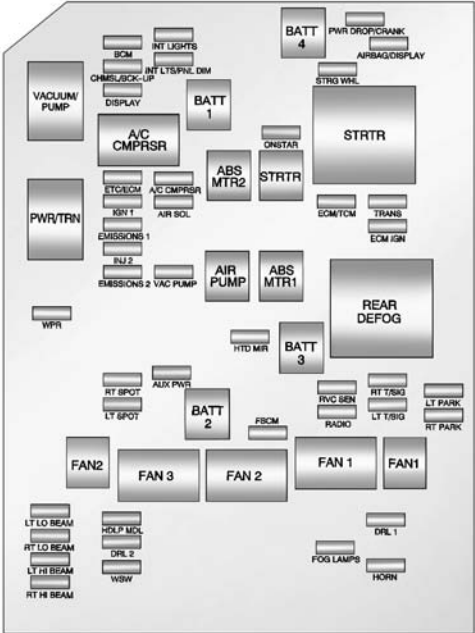 BATT
4
PWR DROP/CRANK
AIRBAG/DISPLAY
BCM
INT LIGHTS
CHMSL/BCK-UP
INT LTS/PNL DIM
STRG WHL
DISPLAY
VACUUM/
PUMP
BATT
1
A/C
CMPRSR
STRTR
ONSTAR
ABS
MTR2
STRTR
PWR/TRN
ETC/ECM
A/C CMPRSR
IGN 1
AIR SOL
ECM/TCM
TRANS
EMISSIONS 1
ECM IGN
INJ 2
EMISSIONS 2
VAC PUMP
AIR
PUMP
ABS
MTR1
REAR
DEFOG
WPR
HTD MIR
BATT
3
AUX PWR
RT SPOT
LT SPOT
BATT
2
RVC SEN
RT T/SIG
LT PARK
RADIO
LT T/SIG
RT PARK
FSCM
FAN2
FAN 3
FAN 2
FAN 1
FAN1
LT LO BEAM
HDLP MDL
DRL 1
RT LO BEAM
DRL 2
FOG LAMPS
LT HI BEAM
WSW
HORN
RT HI BEAM